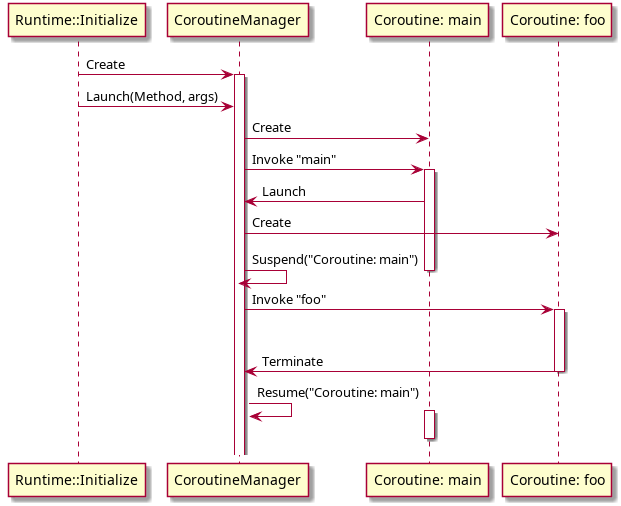 Runtime::Initialize
CoroutineManager
Coroutine: main
Coroutine: foo
Create
Launch(Method, args)
Create
Invoke "main"
Launch
Create
Suspend("Coroutine: main")
Invoke "foo"
Terminate
Resume("Coroutine: main")
Runtime::Initialize
CoroutineManager
Coroutine: main
Coroutine: foo